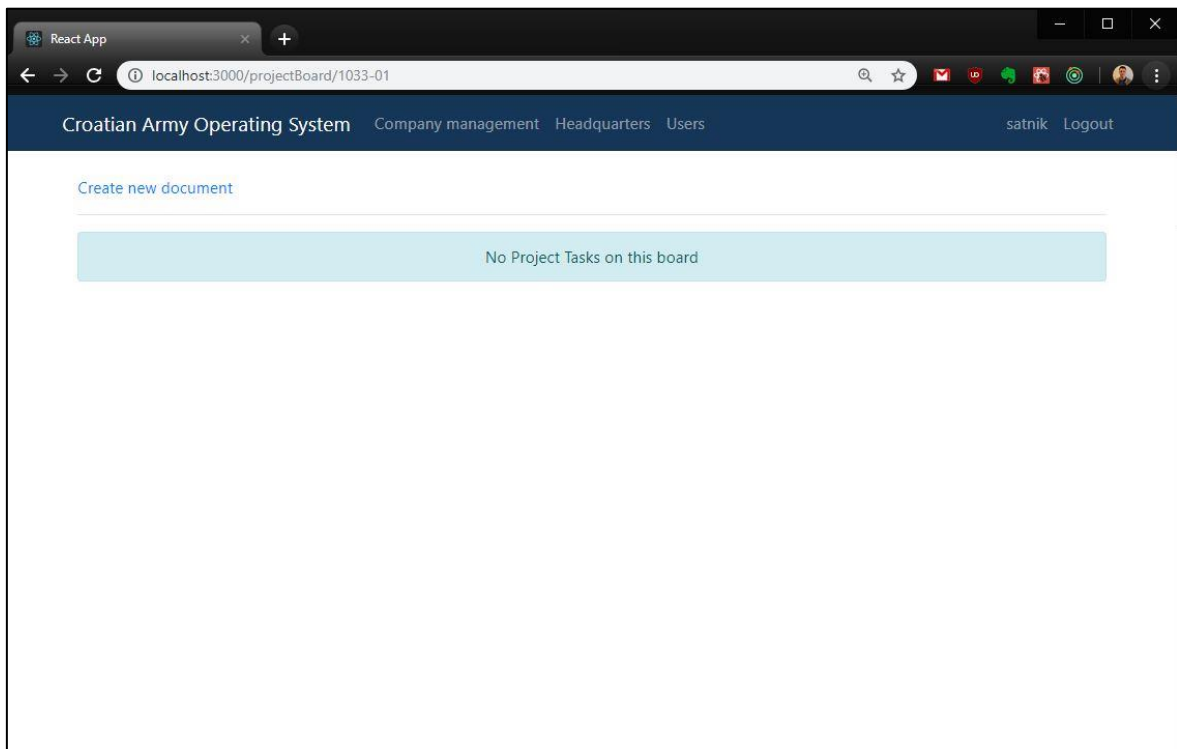 React App
localhost:3000/projectBoard/1033-01
Croatian Army Operating System Company management Headquarters Users satnik Logout
Create new document
No Project Tasks on this board